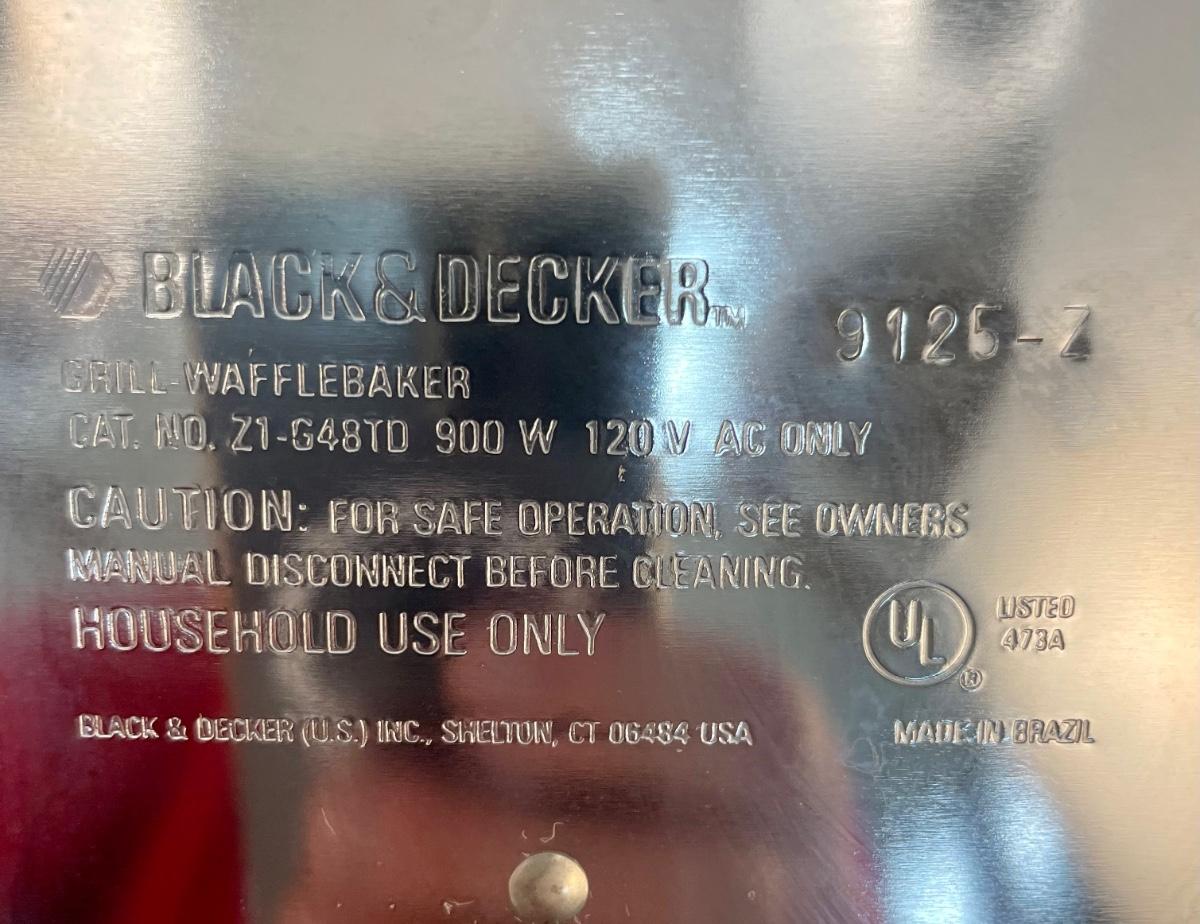 BLACK & DECKER™
9125-Z
GRILL-WAFFLEBAKER
CAT. NO. Z1-G48TD 900 W 120 V AC ONLY
CAUTION: FOR SAFE OPERATION, SEE OWNERS
MANUAL DISCONNECT BEFORE CLEANING.
HOUSEHOLD USE ONLY
UL® LISTED
473A
BLACK & DECKER (U.S.) INC., SHELTON, CT 06484 USA
MADE IN BRAZIL